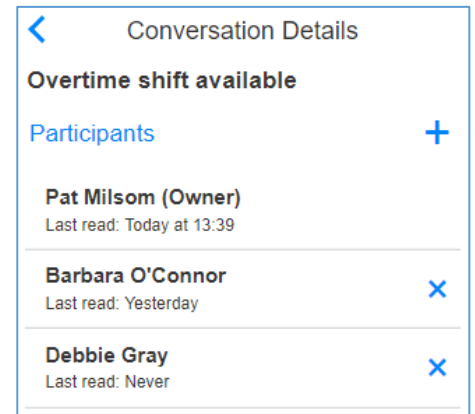 Conversation Details
Overtime shift available
Participants
Pat Milsom (Owner)
Last read: Today at 13:39
Barbara O'Connor
Last read: Yesterday
Debbie Gray
Last read: Never